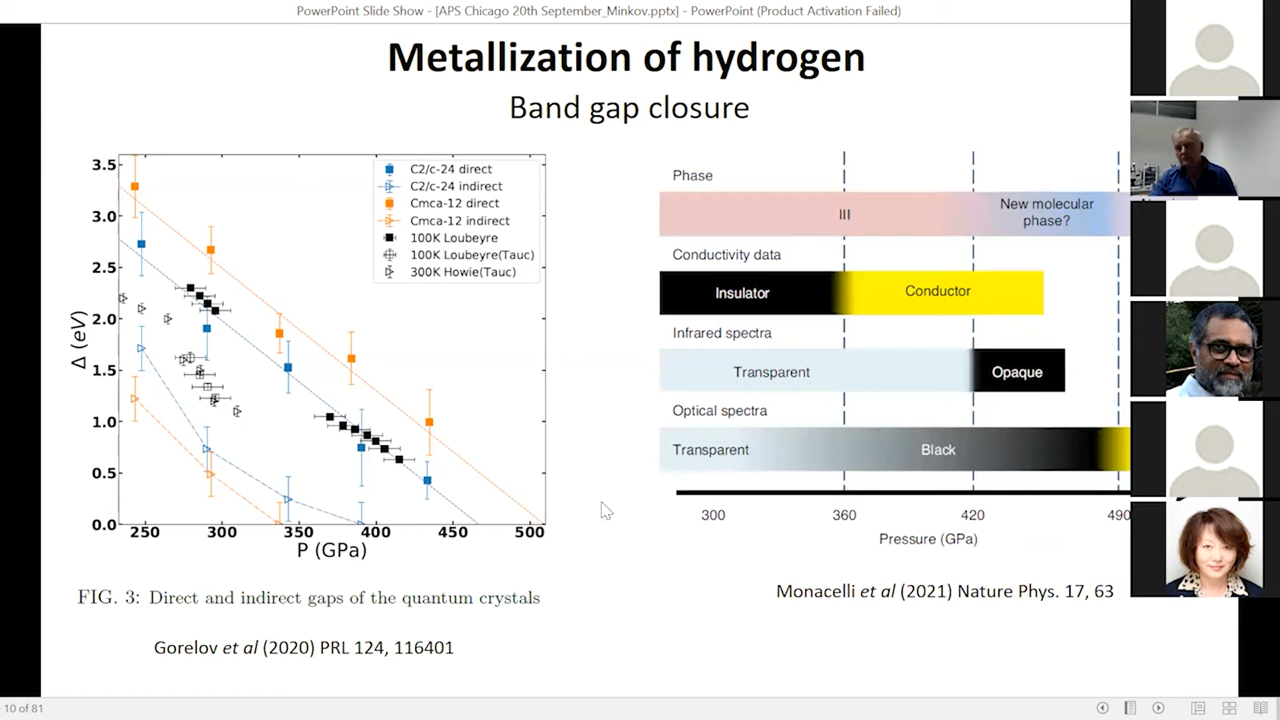 PowerPoint Slide Show - [APS Chicago 20th September_Minkov.pptx] - PowerPoint (Product Activation Failed)
Metallization of hydrogen
Band gap closure
3.5
3.0
2.5
2.0
1.5
1.0
0.5
0.0
Δ (eV)
C2/c-24 direct
C2/c-24 indirect
Cmca-12 direct
Cmca-12 indirect
100K Loubeyre
100K Loubeyre(Tauc)
300K Howie(Tauc)
250 300 350 400 450 500
P (GPa)
FIG. 3: Direct and indirect gaps of the quantum crystals
Gorelov et al (2020) PRL 124, 116401
Phase
III
New molecular
phase?
Conductivity data
Insulator
Conductor
Infrared spectra
Transparent
Opaque
Optical spectra
Transparent
Black
300 360 420 490
Pressure (GPa)
Monacelli et al (2021) Nature Phys. 17, 63
10 of 81